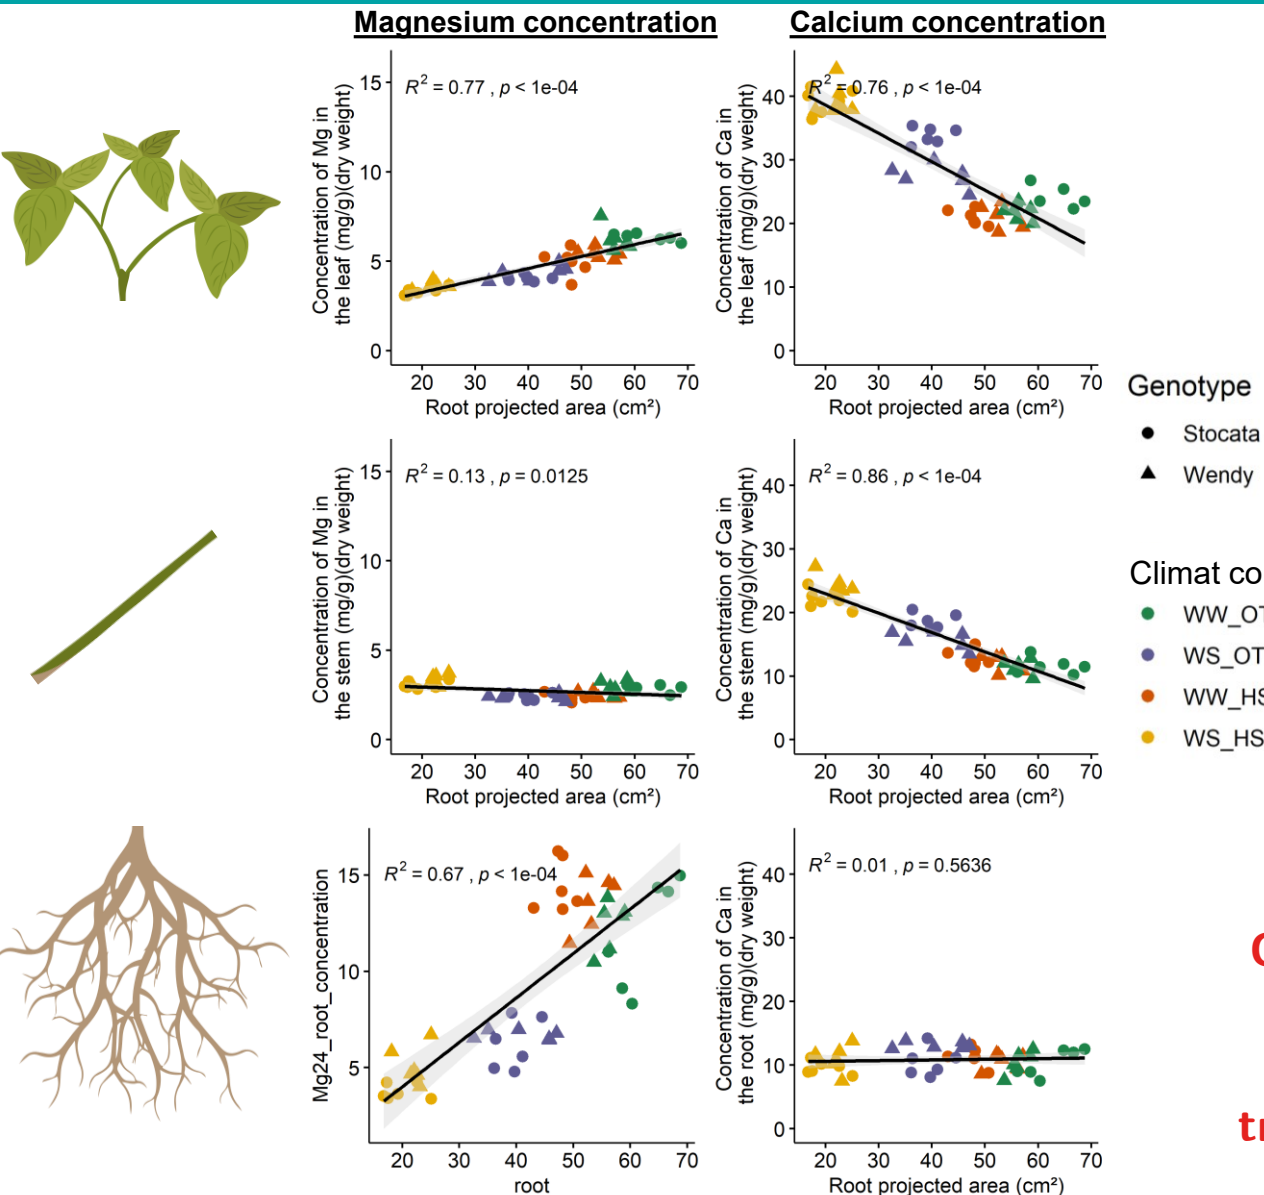 Magnesium concentration
Calcium concentration
Concentration of Mg in
the leaf (mg/g)(dry weight)
R² = 0.77 , p < 1e-04
15
10
5
0
20 30 40 50 60 70
Root projected area (cm²)
Concentration of Ca in
the leaf (mg/g)(dry weight)
R² = 0.76 , p < 1e-04
40
30
20
10
0
20 30 40 50 60 70
Root projected area (cm²)
Genotype
Stocata
Wendy
Concentration of Mg in
the stem (mg/g)(dry weight)
R² = 0.13 , p = 0.0125
15
10
5
0
20 30 40 50 60 70
Root projected area (cm²)
Concentration of Ca in
the stem (mg/g)(dry weight)
R² = 0.86 , p < 1e-04
40
30
20
10
0
20 30 40 50 60 70
Root projected area (cm²)
Climat co
WW_OT
WS_OT
WW_HS
WS_HS
Mg24_root_concentration
R² = 0.67 , p < 1e-04
15
10
5
20 30 40 50 60 70
root
Concentration of Ca in
the root (mg/g)(dry weight)
R² = 0.01 , p = 0.5636
40
30
20
10
0
20 30 40 50 60 70
Root projected area (cm²)